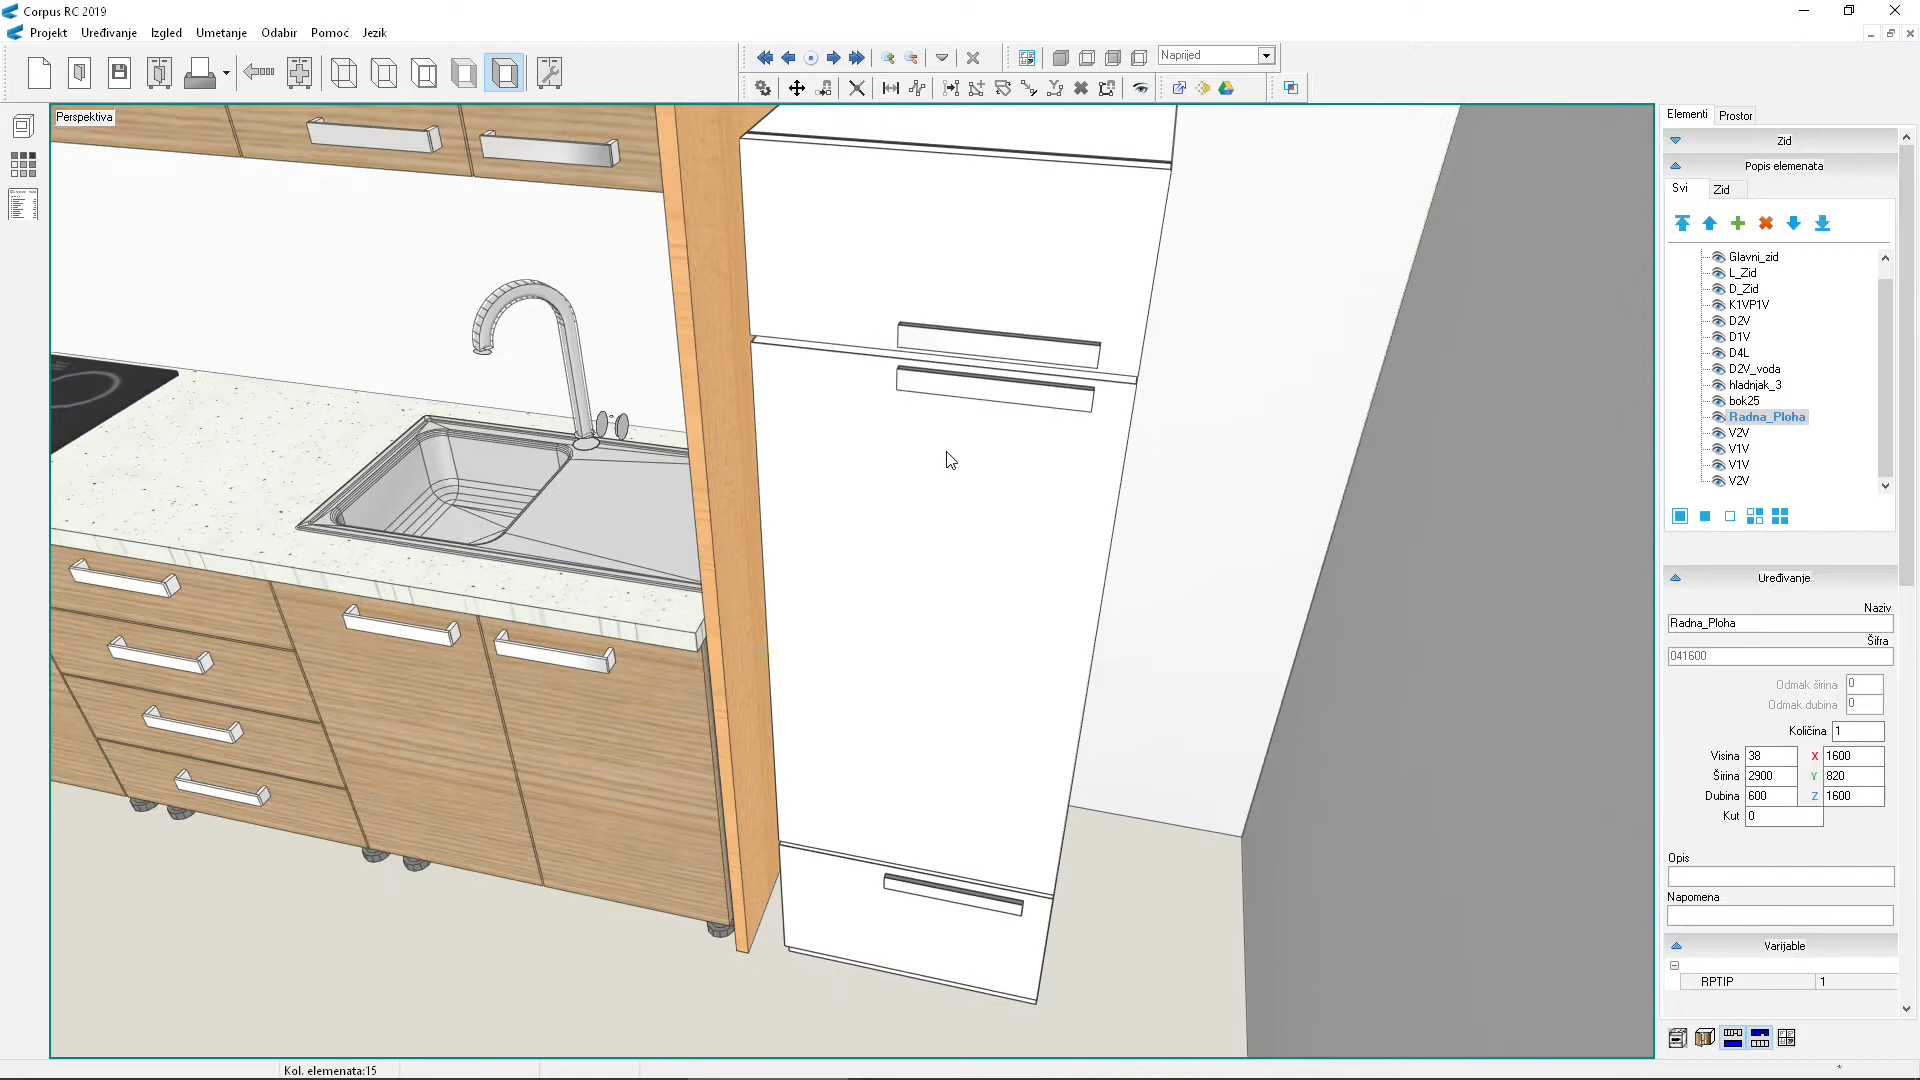 Corpus RC 2019
Projekt Uređivanje Izgled Umetanje Odabir Pomoć Jezik
Naprijed
Perspektiva
Elementi Prostor
Zid
Popis elemenata
Svi Zid
Glavni_zid
L_Zid
D_Zid
K1VP1V
D2V
D1V
D4L
D2V_voda
hladnjak_3
bok25
Radna_Ploha
V2V
V1V
V1V
V2V
Uređivanje
Naziv
Radna_Ploha
Šifra
041600
Odmak širina 0
Odmak dubina 0
Količina 1
Visina 38 X 1600
Širina 2900 Y 820
Dubina 600 Z 1600
Kut 0
Opis
Napomena
Varijable
RPTIP 1
Kol. elemenata:15 *